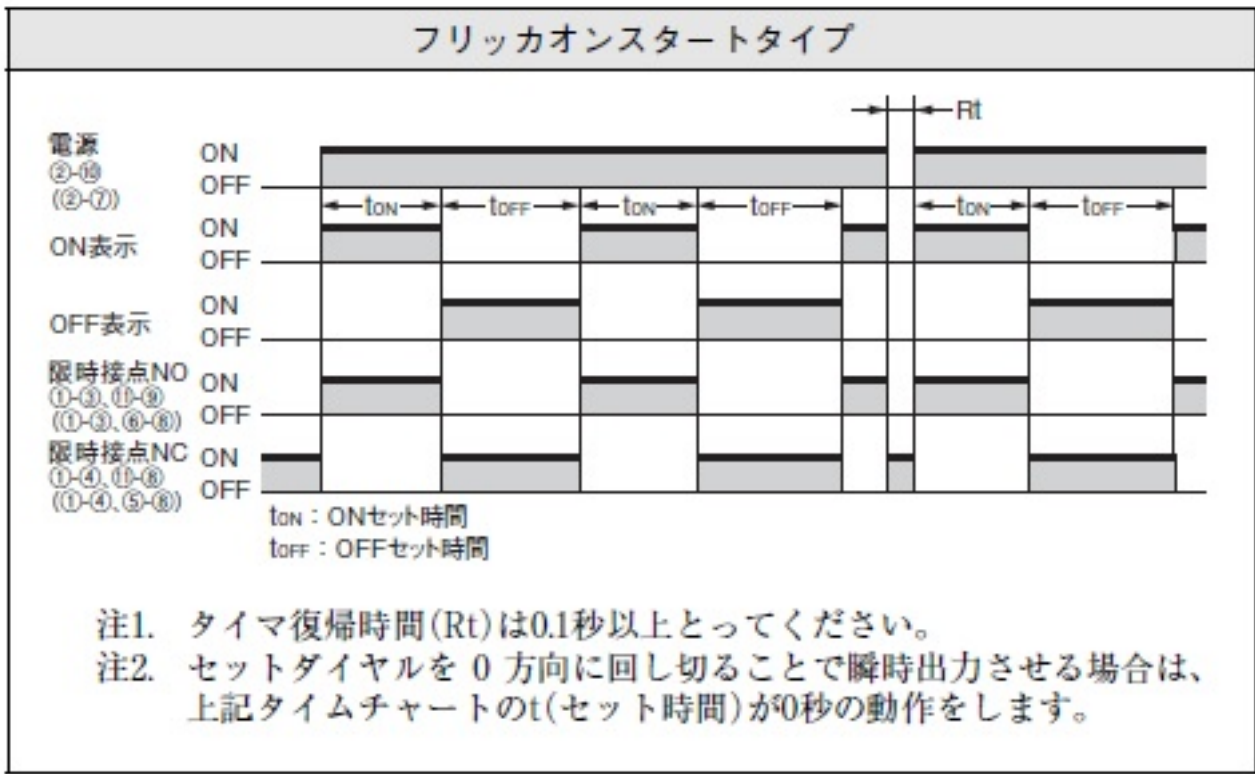 フリッカオンスタートタイプ
Rt
電源
②-⑩
(②-⑦)
ON
OFF
tON tOFF tON tOFF tON tOFF
ON表示
ON
OFF
OFF表示
ON
OFF
限時接点NO
①-③、⑪-⑨
(①-③、⑥-⑧)
ON
OFF
限時接点NC
①-④、⑪-⑧
(①-④、⑤-⑧)
ON
OFF
tON：ONセット時間
tOFF：OFFセット時間
注1. タイマ復帰時間(Rt)は0.1秒以上とってください。
注2. セットダイヤルを 0 方向に回し切ることで瞬時出力させる場合は、
上記タイムチャートのt(セット時間)が0秒の動作をします。